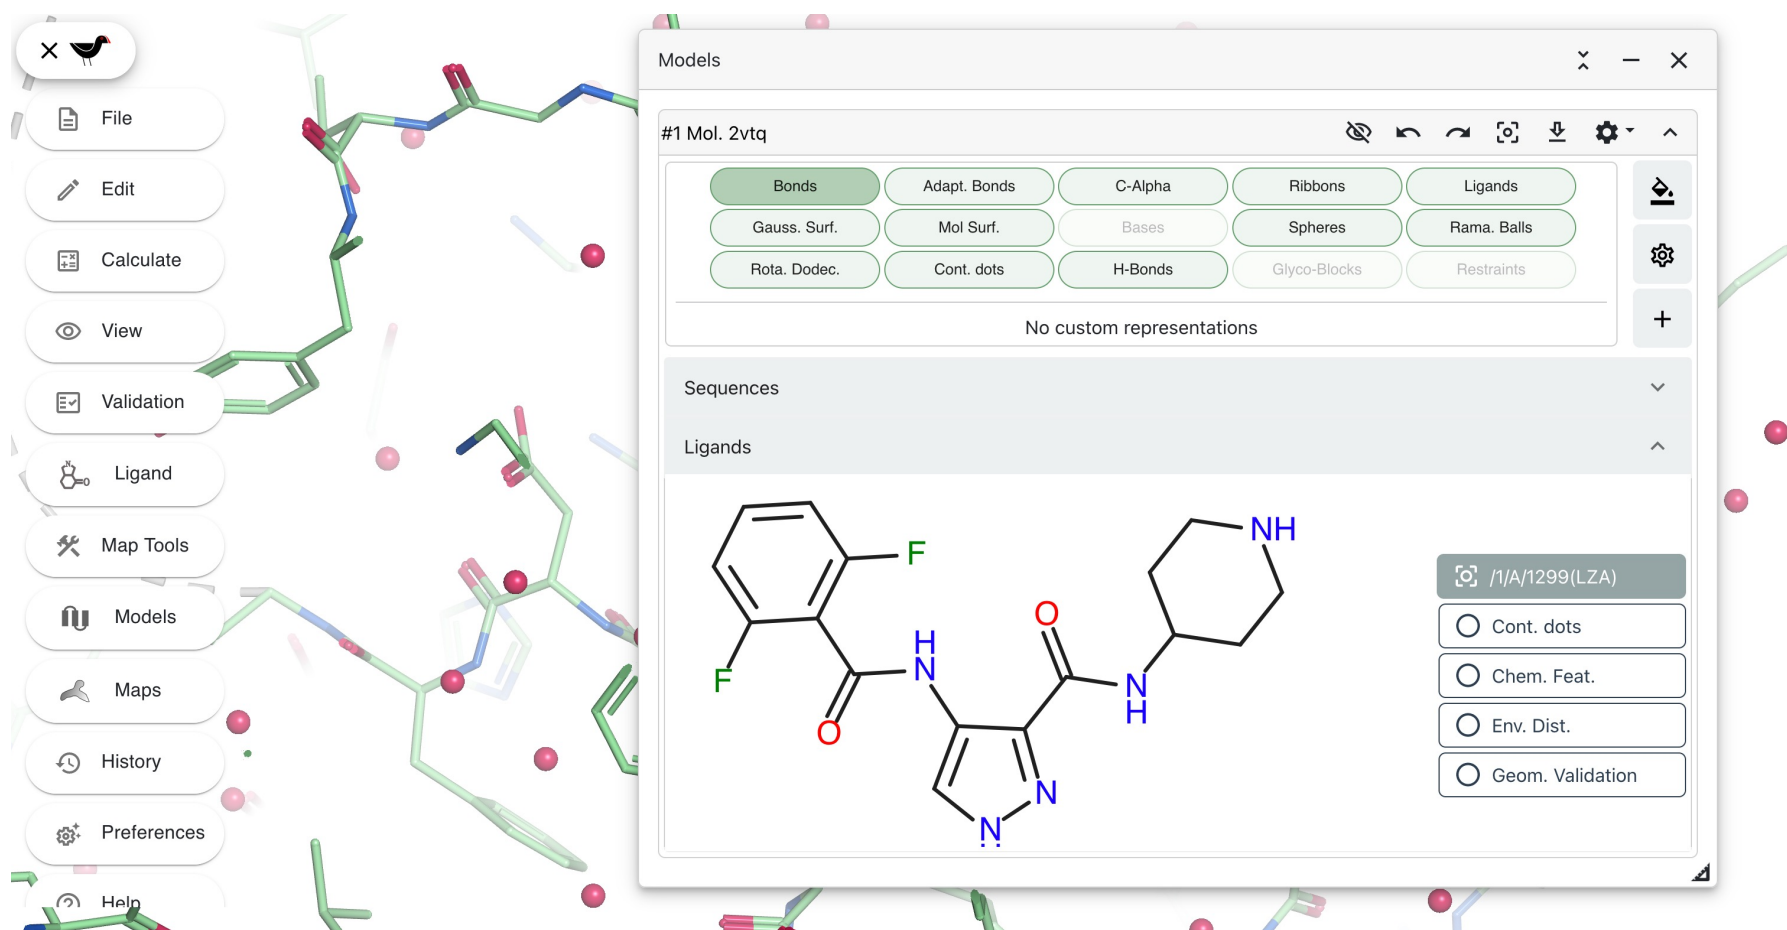 File
Edit
Calculate
View
Validation
Ligand
Map Tools
Models
Maps
History
Preferences
Help
Models
#1 Mol. 2vtq
Bonds Adapt. Bonds C-Alpha Ribbons Ligands
Gauss. Surf. Mol Surf. Bases Spheres Rama. Balls
Rota. Dodec. Cont. dots H-Bonds Glyco-Blocks Restraints
No custom representations
Sequences
Ligands
NH
F
O
H
N
F
N
H
O
N
N
/1/A/1299(LZA)
Cont. dots
Chem. Feat.
Env. Dist.
Geom. Validation